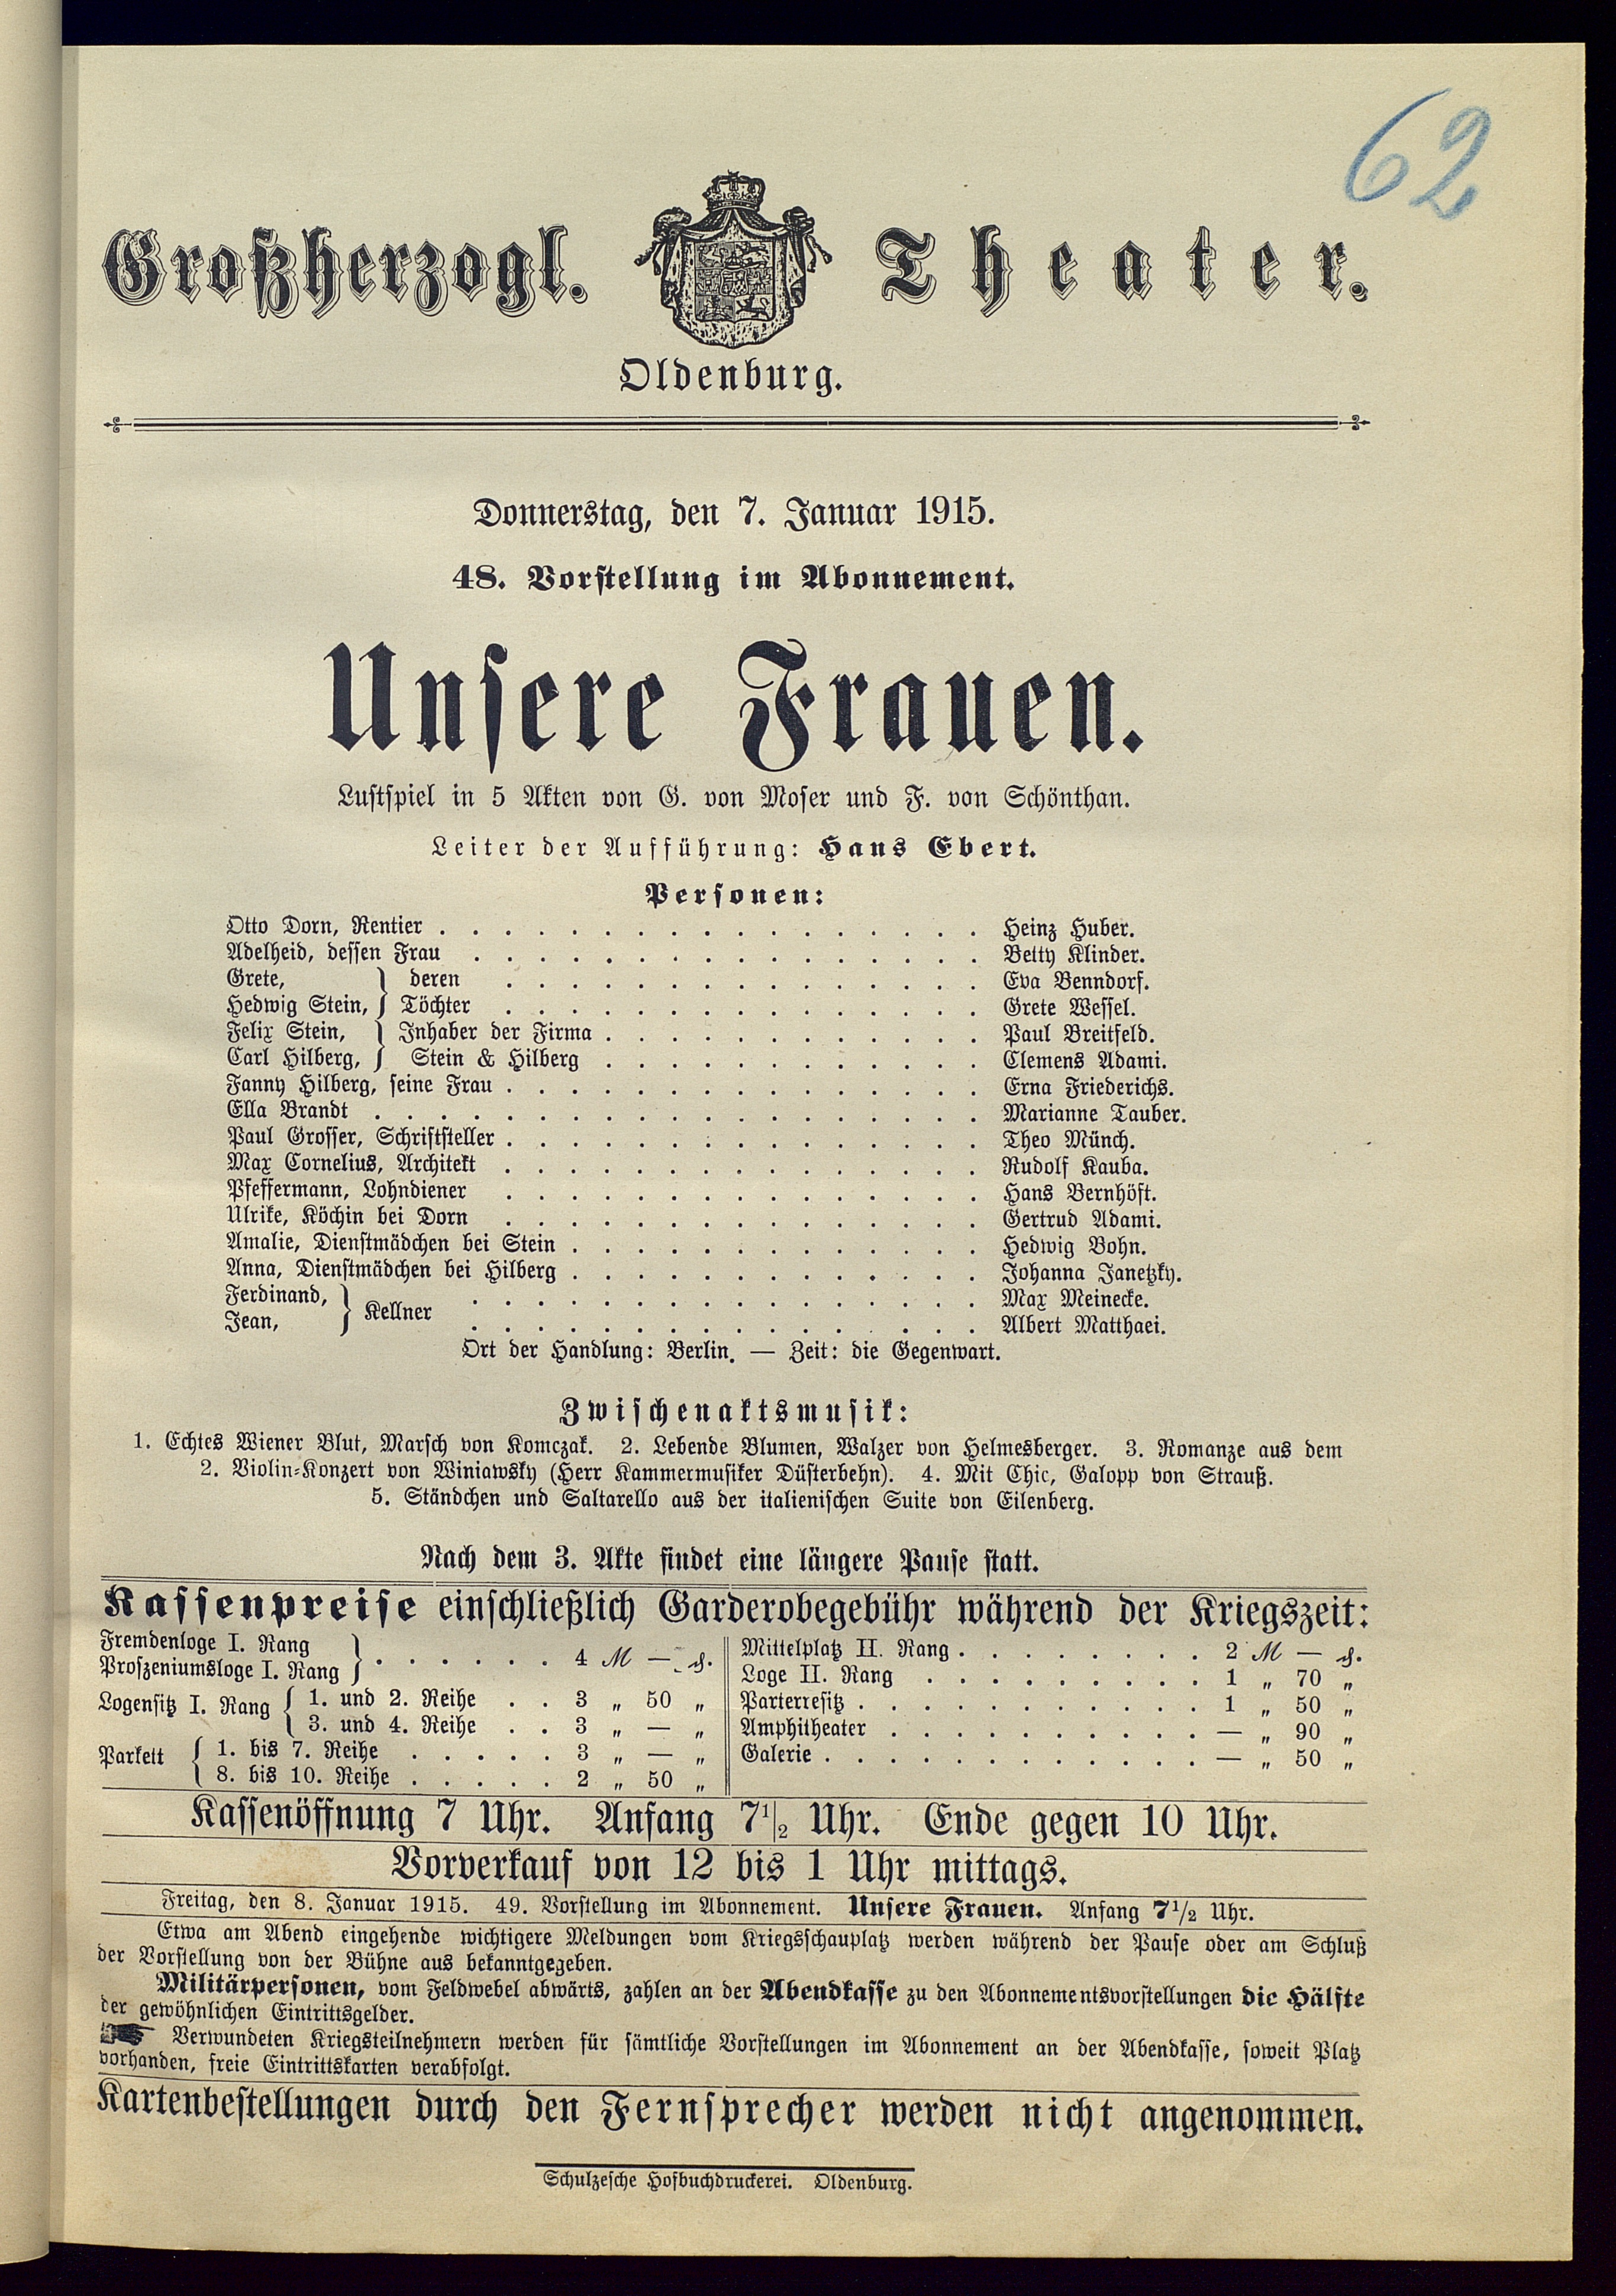 62
Großherzogl. Theater.
Oldenburg.
Donnerstag, den 7. Januar 1915.
48. Vorstellung im Abonnement.
Unsere Frauen.
Lustspiel in 5 Akten von G. von Moser und F. von Schönthan.
Leiter der Aufführung: Hans Ebert.
Personen:
Otto Dorn, Rentier . . . . . . . . . . . . . . . . . Heinz Huber.
Adelheid, dessen Frau . . . . . . . . . . . . . . . . Betty Klinder.
Grete, } deren . . . . . . . . . . . . . . . Eva Benndorf.
Hedwig Stein, } Töchter . . . . . . . . . . . . . . . Grete Wessel.
Felix Stein, } Inhaber der Firma . . . . . . . . . . . . Paul Breitfeld.
Carl Hilberg, } Stein & Hilberg . . . . . . . . . . . . Clemens Adami.
Fanny Hilberg, seine Frau . . . . . . . . . . . . . . . Erna Friederichs.
Ella Brandt . . . . . . . . . . . . . . . . . . . Marianne Tauber.
Paul Grosser, Schriftsteller . . . . . . . . . . . . . . . Theo Münch.
Max Cornelius, Architekt . . . . . . . . . . . . . . . Rudolf Kauba.
Pfeffermann, Lohndiener . . . . . . . . . . . . . . . Hans Bernhöft.
Ulrike, Köchin bei Dorn . . . . . . . . . . . . . . . Gertrud Adami.
Amalie, Dienstmädchen bei Stein . . . . . . . . . . . . . Hedwig Bohn.
Anna, Dienstmädchen bei Hilberg . . . . . . . . . . . . . Johanna Janetzky.
Ferdinand, } Kellner . . . . . . . . . . . . . . . . Max Meinecke.
Jean, } . . . . . . . . . . . . . . . . Albert Matthaei.
Ort der Handlung: Berlin. — Zeit: die Gegenwart.
Zwischenaktsmusik:
1. Echtes Wiener Blut, Marsch von Komczak. 2. Lebende Blumen, Walzer von Helmesberger. 3. Romanze aus dem
2. Violin-Konzert von Winiawsky (Herr Kammermusiker Düsterbehn). 4. Mit Chic, Galopp von Strauß.
5. Ständchen und Saltarello aus der italienischen Suite von Eilenberg.
Nach dem 3. Akte findet eine längere Pause statt.
Kassenpreise einschließlich Garderobegebühr während der Kriegszeit:
Fremdenloge I. Rang }
Proszeniumsloge I. Rang } . . . . . . 4 M — ₰.
Logensitz I. Rang { 1. und 2. Reihe . . 3 „ 50 „
3. und 4. Reihe . . 3 „ — „
Parkett { 1. bis 7. Reihe . . . . . 3 „ — „
8. bis 10. Reihe . . . . . 2 „ 50 „
Mittelplatz II. Rang . . . . . . . . 2 M — ₰.
Loge II. Rang . . . . . . . . . 1 „ 70 „
Parterresitz . . . . . . . . . . . 1 „ 50 „
Amphitheater . . . . . . . . . . — „ 90 „
Galerie . . . . . . . . . . . . — „ 50 „
Kassenöffnung 7 Uhr. Anfang 7½ Uhr. Ende gegen 10 Uhr.
Vorverkauf von 12 bis 1 Uhr mittags.
Freitag, den 8. Januar 1915. 49. Vorstellung im Abonnement. Unsere Frauen. Anfang 7½ Uhr.
Etwa am Abend eingehende wichtigere Meldungen vom Kriegsschauplatz werden während der Pause oder am Schluß
der Vorstellung von der Bühne aus bekanntgegeben.
Militärpersonen, vom Feldwebel abwärts, zahlen an der Abendkasse zu den Abonnementsvorstellungen die Hälfte
der gewöhnlichen Eintrittsgelder.
Verwundeten Kriegsteilnehmern werden für sämtliche Vorstellungen im Abonnement an der Abendkasse, soweit Platz
vorhanden, freie Eintrittskarten verabfolgt.
Kartenbestellungen durch den Fernsprecher werden nicht angenommen.
Schulzesche Hofbuchdruckerei. Oldenburg.